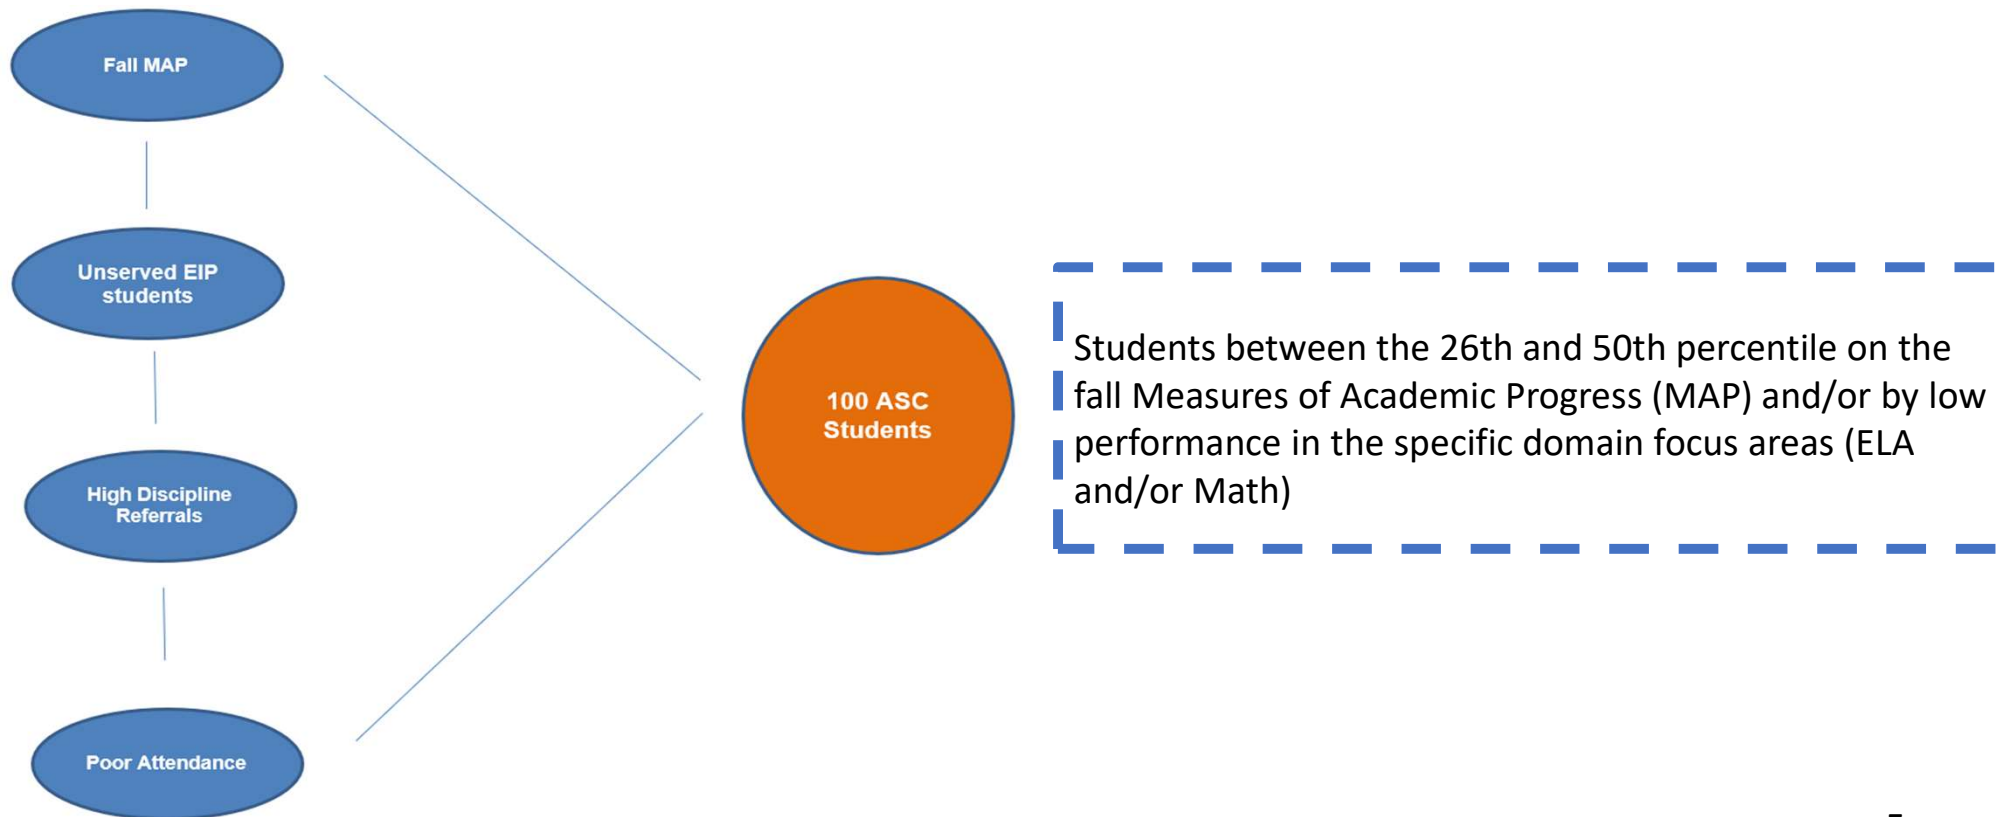 Fall MAP
Unserved EIP
students
High Discipline
Referrals
Poor Attendance
100 ASC
Students
Students between the 26th and 50th percentile on the
fall Measures of Academic Progress (MAP) and/or by low
performance in the specific domain focus areas (ELA
and/or Math)